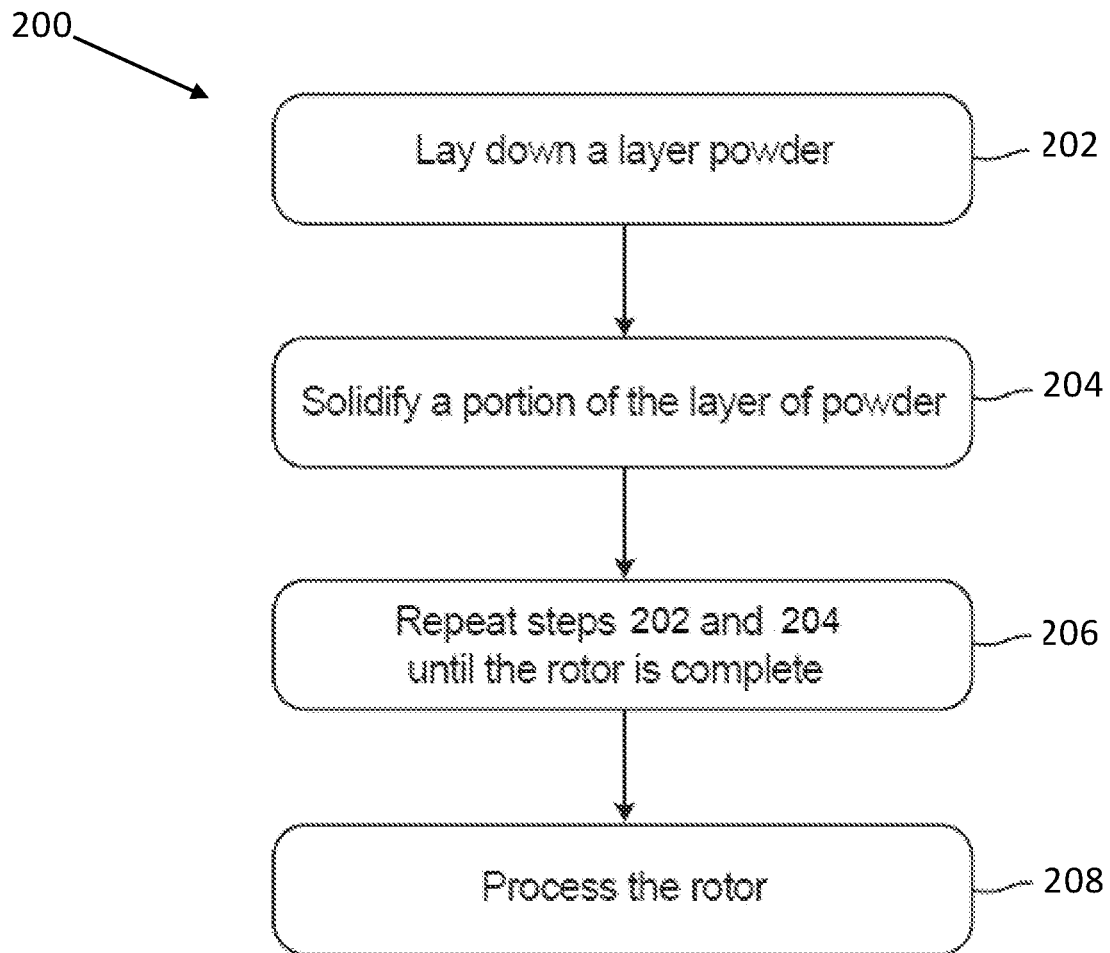 200
Lay down a layer powder
202
Solidify a portion of the layer of powder
204
Repeat steps 202 and 204
until the rotor is complete
206
Process the rotor
208